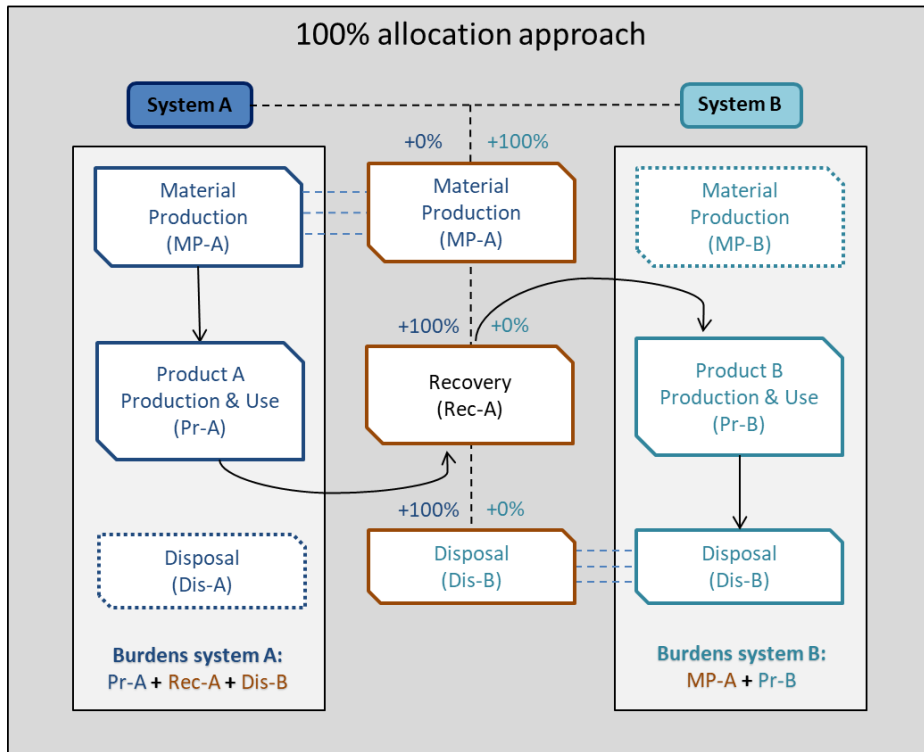 100% allocation approach
System A
System B
+0%
+100%
Material
Production
(MP-A)
Material
Production
(MP-A)
Material
Production
(MP-B)
+100%
+0%
Product A
Production & Use
(Pr-A)
Recovery
(Rec-A)
Product B
Production & Use
(Pr-B)
+100%
+0%
Disposal
(Dis-A)
Disposal
(Dis-B)
Disposal
(Dis-B)
Burdens system A:
Pr-A + Rec-A + Dis-B
Burdens system B:
MP-A + Pr-B